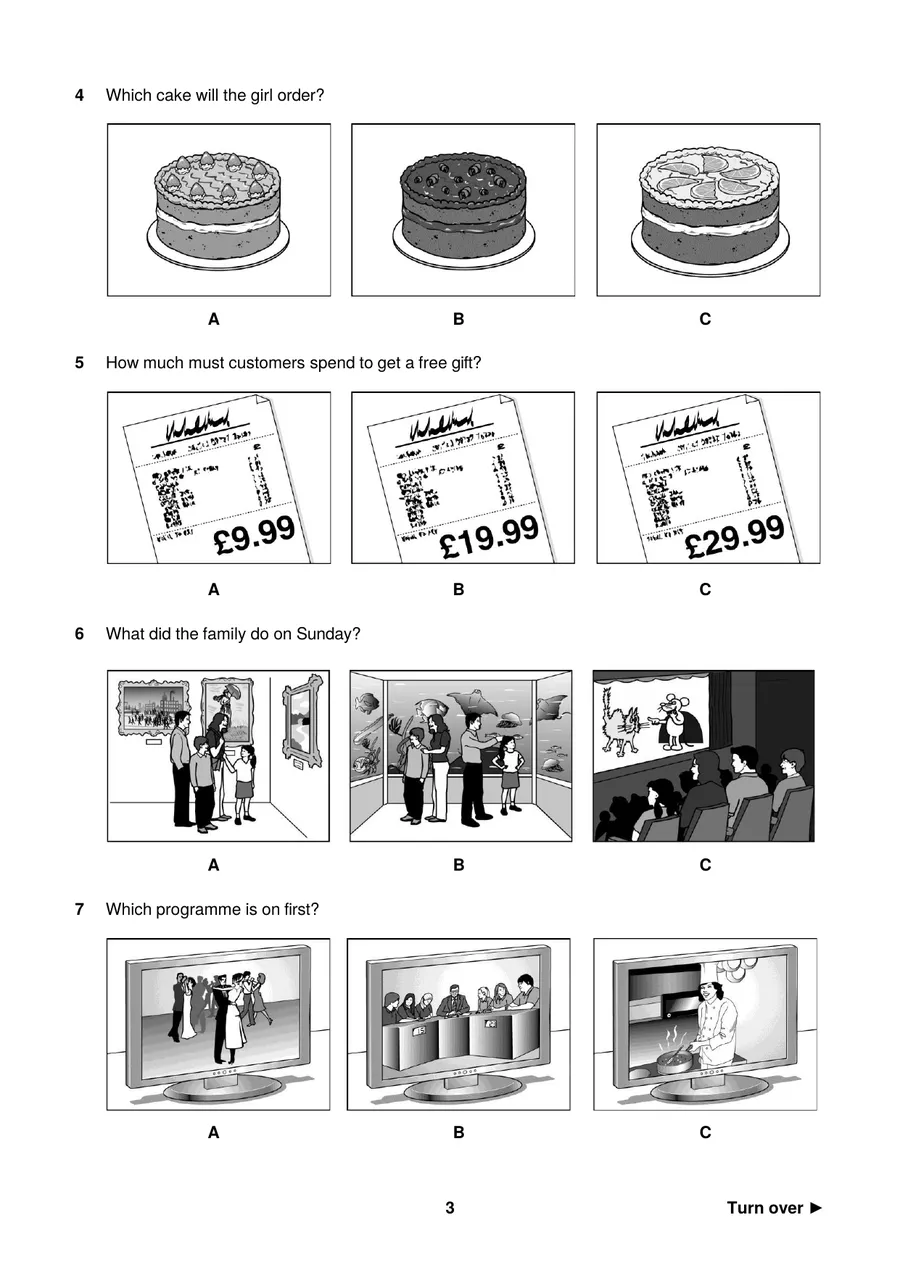 4 Which cake will the girl order?
A B C
5 How much must customers spend to get a free gift?
£9.99 £19.99 £29.99
A B C
6 What did the family do on Sunday?
A B C
7 Which programme is on first?
A B C
3 Turn over ►